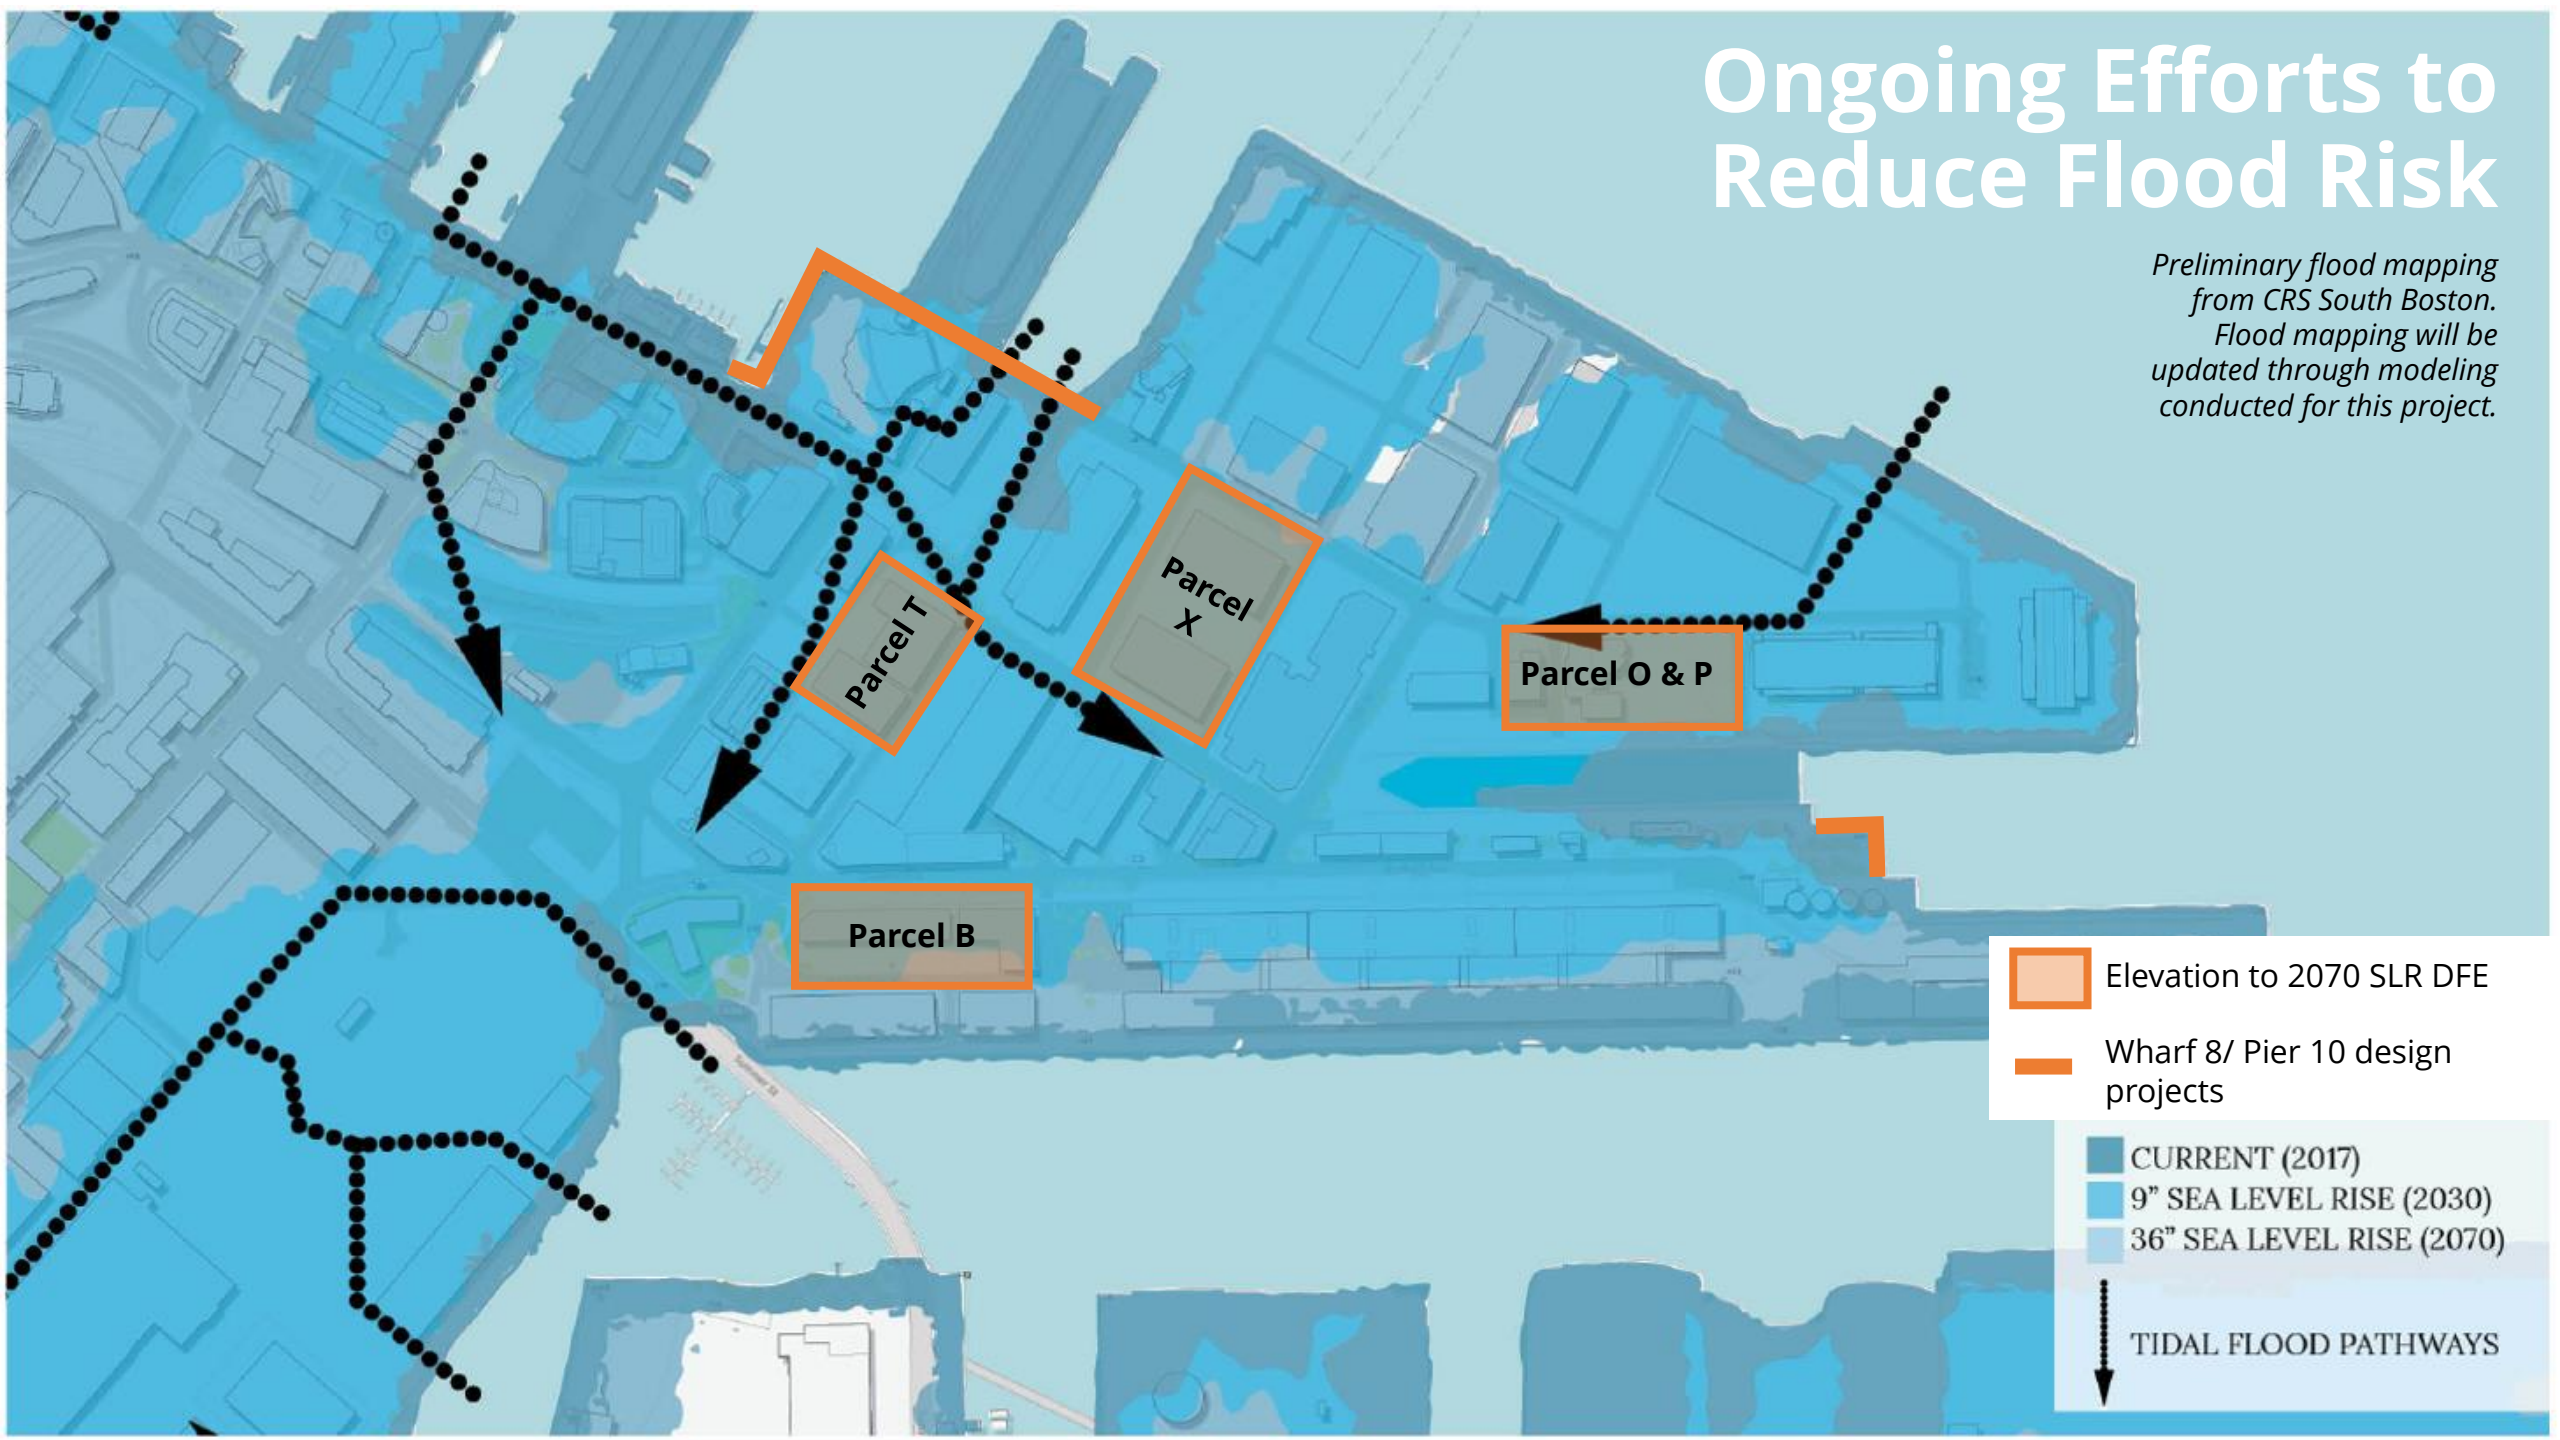 Ongoing Efforts to
Reduce Flood Risk
Preliminary flood mapping
from CRS South Boston.
Flood mapping will be
updated through modeling
conducted for this project.
Parcel
X
Parcel T
Parcel O & P
Parcel B
Summer St
Elevation to 2070 SLR DFE
Wharf 8/ Pier 10 design
projects
CURRENT (2017)
9” SEA LEVEL RISE (2030)
36” SEA LEVEL RISE (2070)
TIDAL FLOOD PATHWAYS